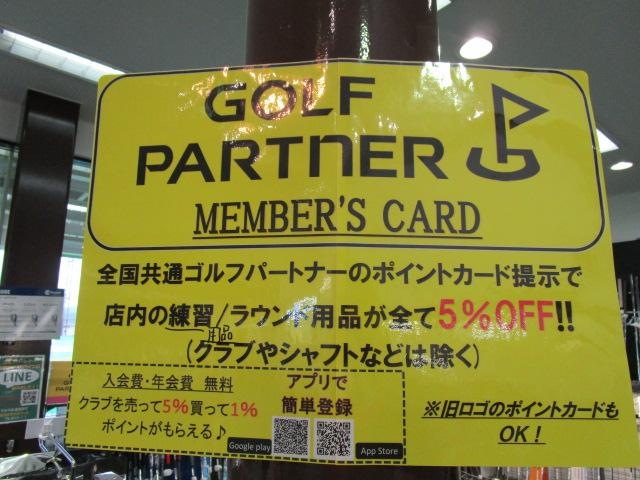 GOLF
PARTNER
MEMBER'S CARD
全国共通ゴルフパートナーのポイントカード提示で
店内の練習/ラウンド用品が全て5%OFF!!
用品
(クラブやシャフトなどは除く)
入会費・年会費 無料
クラブを売って5%買って1%
ポイントがもらえる♪
アプリで
簡単登録
Google play
App Store
※旧ロゴのポイントカードも
OK!
LINE